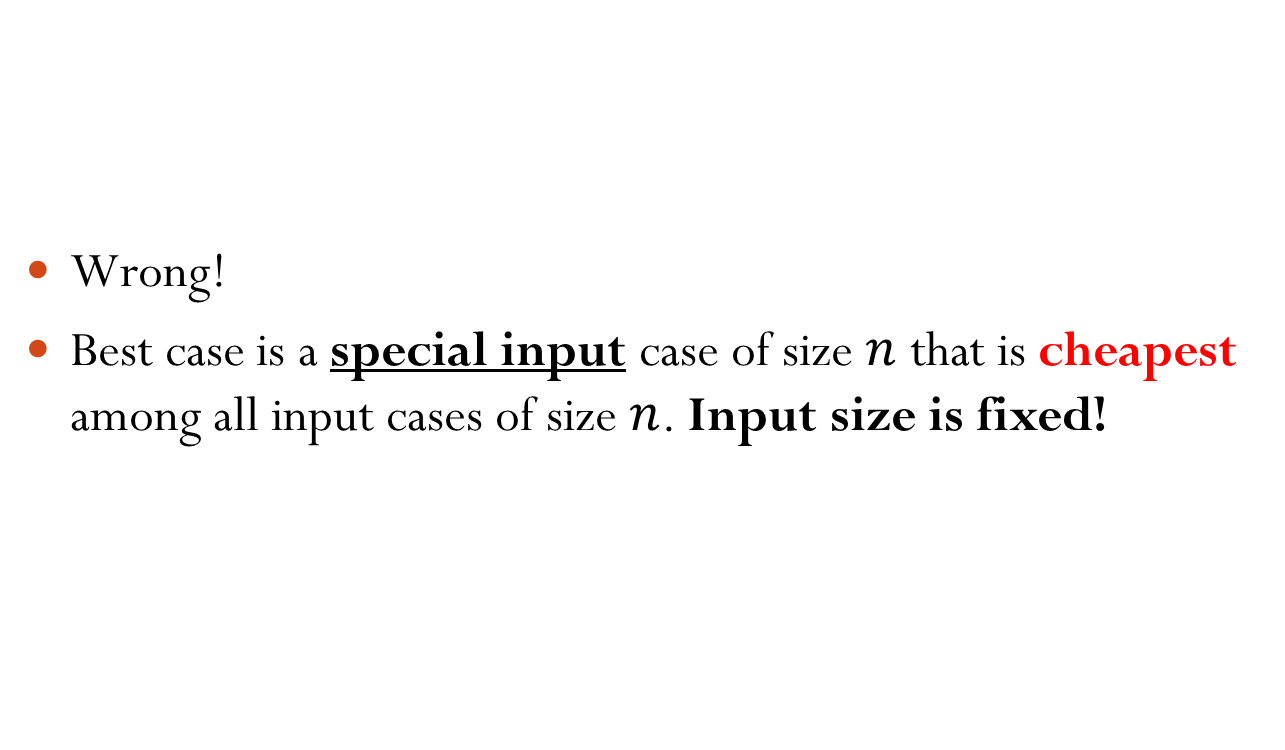 • Wrong!
• Best case is a special input case of size n that is cheapest
among all input cases of size n. Input size is fixed!